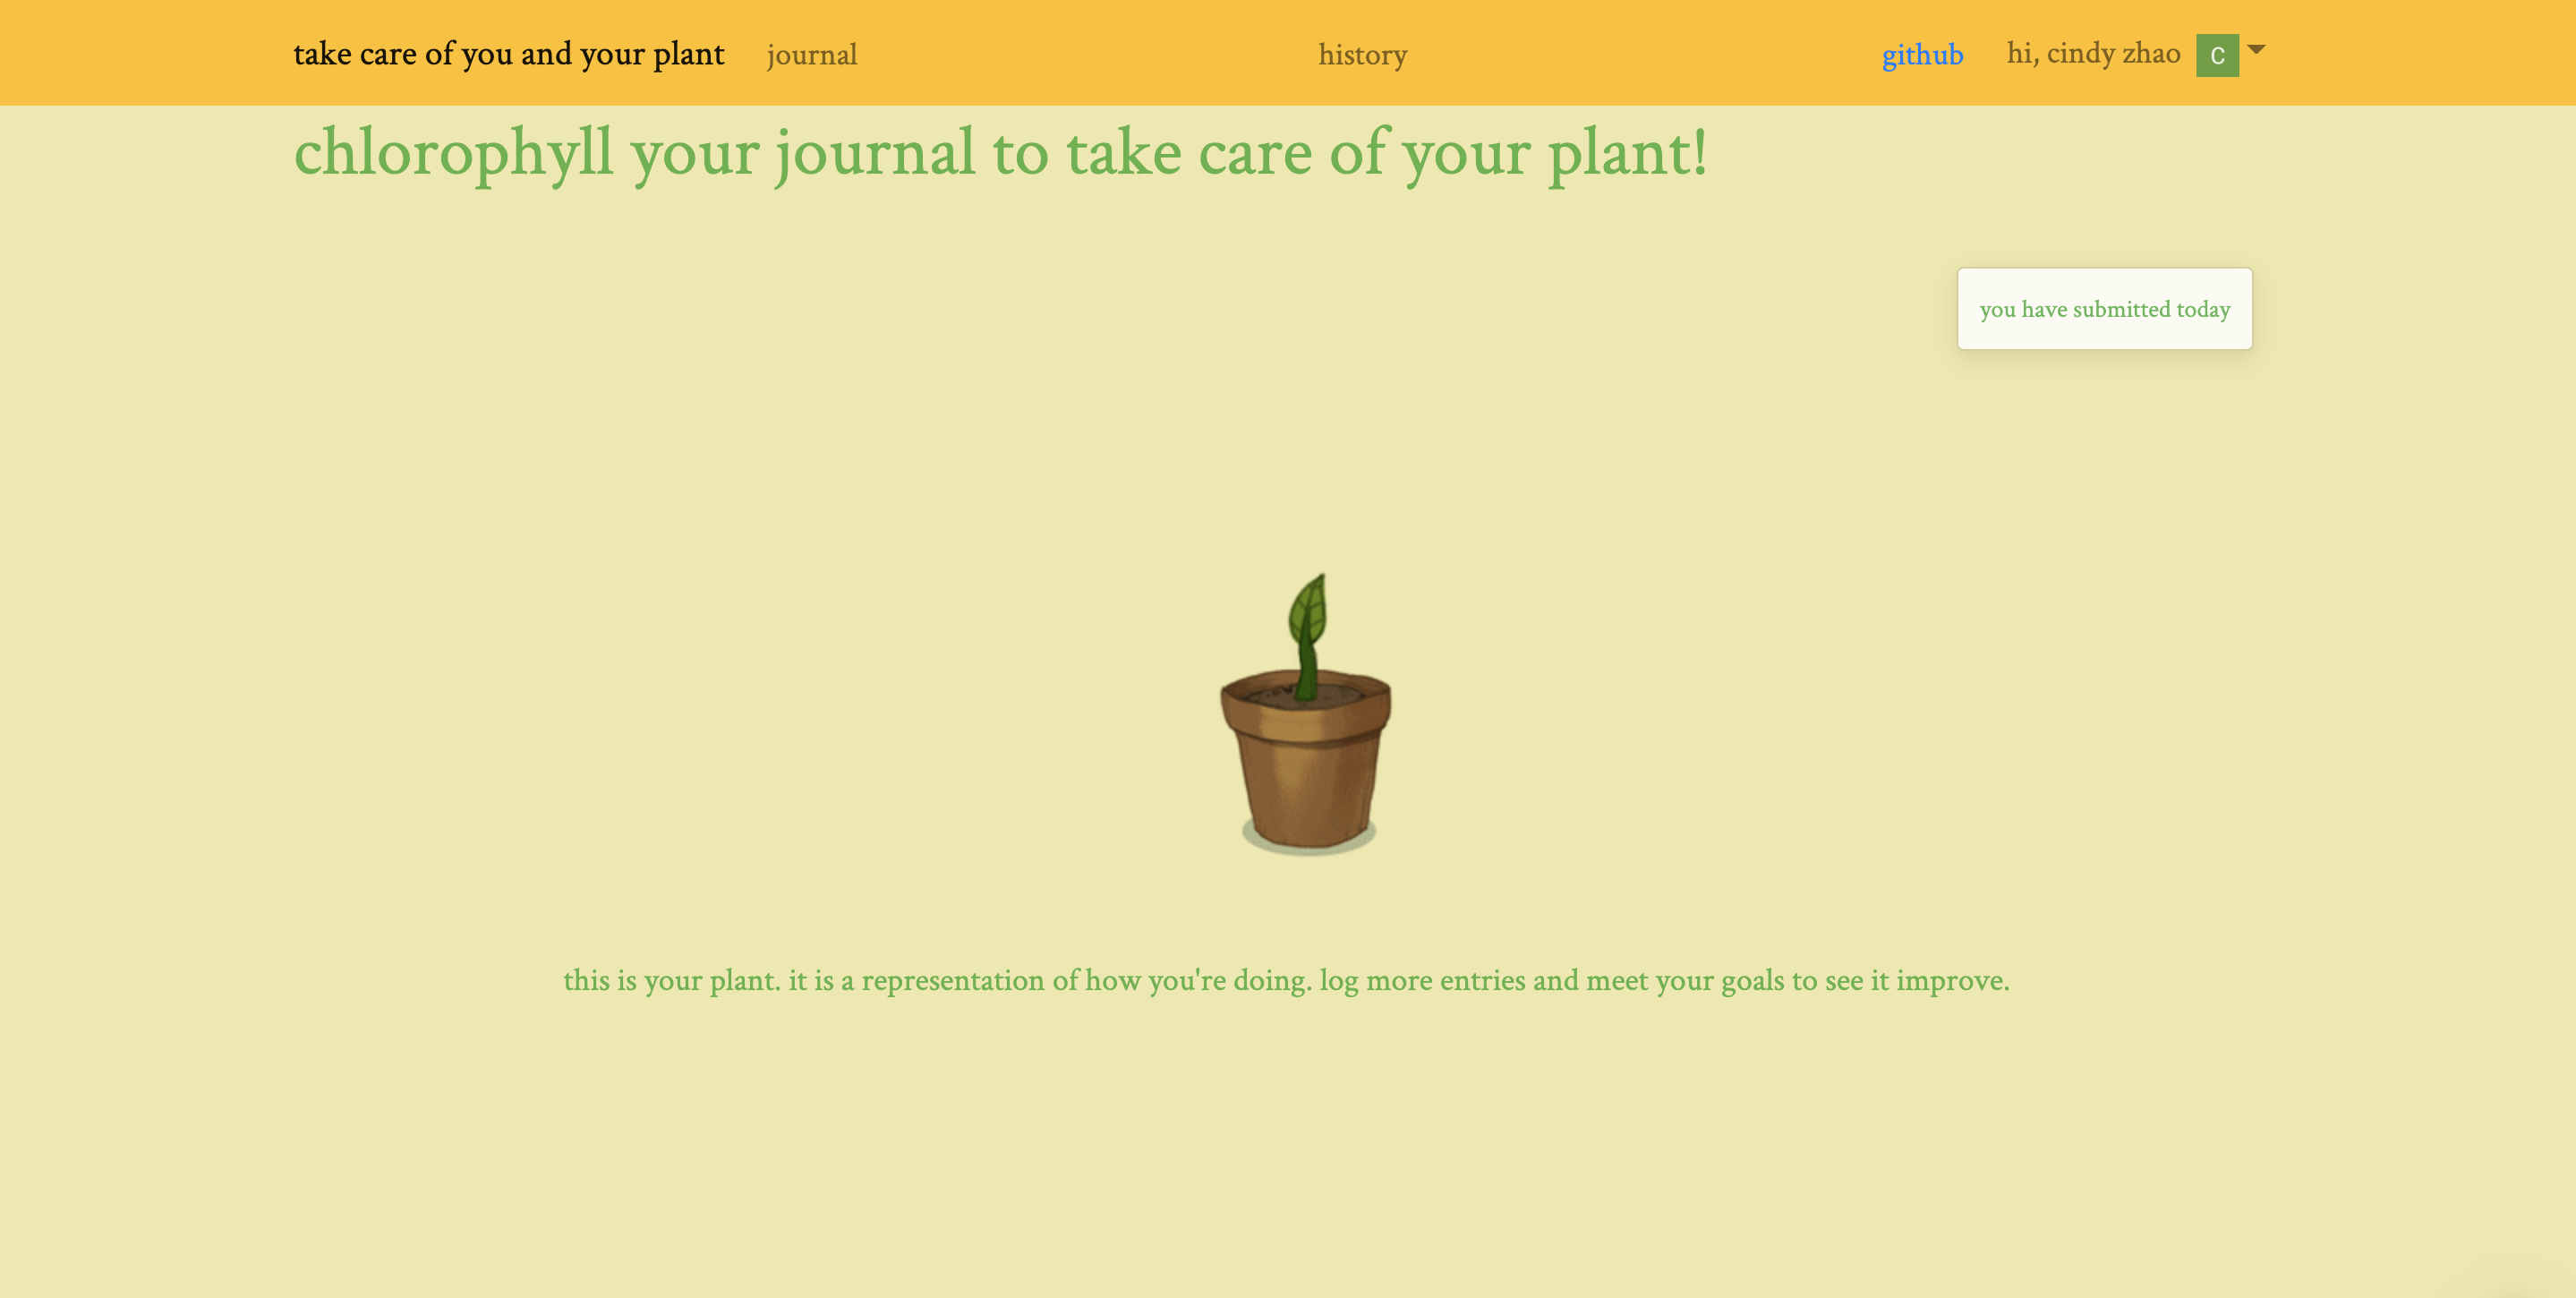 take care of you and your plant journal history github hi, cindy zhao C
chlorophyll your journal to take care of your plant!
you have submitted today
this is your plant. it is a representation of how you're doing. log more entries and meet your goals to see it improve.